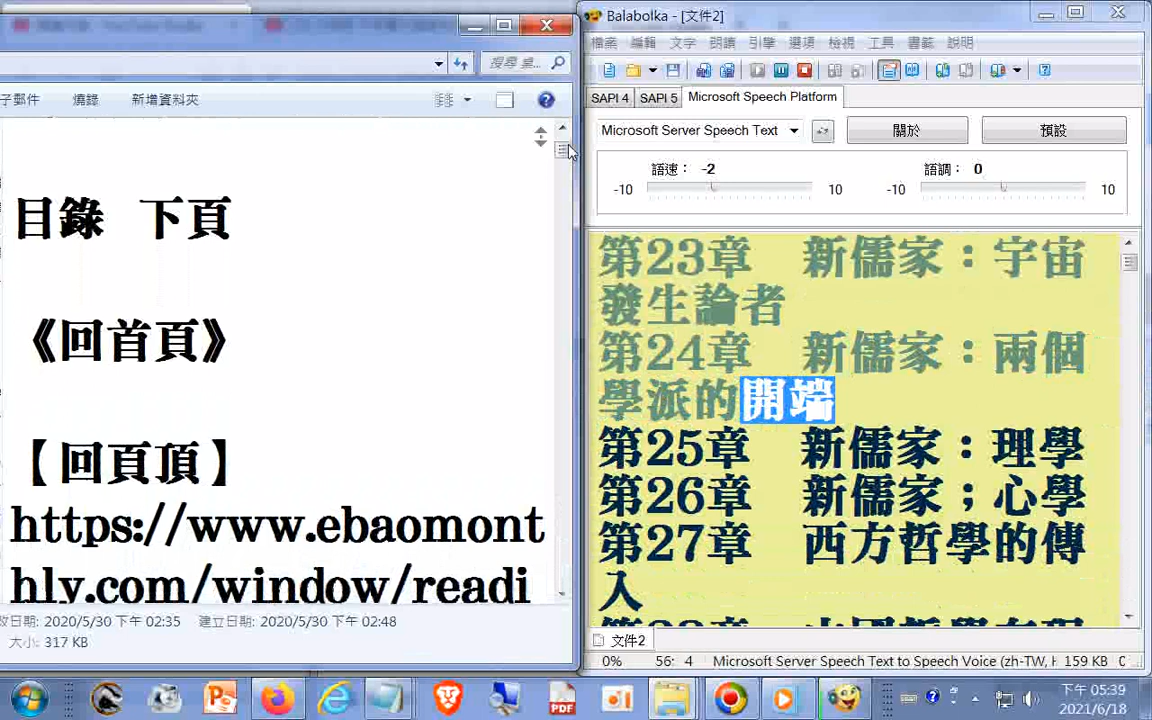 Balabolka - [文件2]
檔案 編輯 文字 朗讀 引擎 選項 檢視 工具 書籤 說明
搜尋 桌...
子郵件 燒錄 新增資料夾
SAPI 4 SAPI 5 Microsoft Speech Platform
Microsoft Server Speech Text
關於 預設
語速： -2 語調： 0
-10 10 -10 10
目錄 下頁
《回首頁》
【回頁頂】
https://www.ebaomont
hly.com/window/readi
日期: 2020/5/30 下午 02:35 建立日期: 2020/5/30 下午 02:48
大小: 317 KB
第23章 新儒家：宇宙
發生論者
第24章 新儒家：兩個
學派的開端
第25章 新儒家：理學
第26章 新儒家；心學
第27章 西方哲學的傳
入
文件2
0% 56: 4 Microsoft Server Speech Text to Speech Voice (zh-TW, 159 KB
下午 05:39
2021/6/18